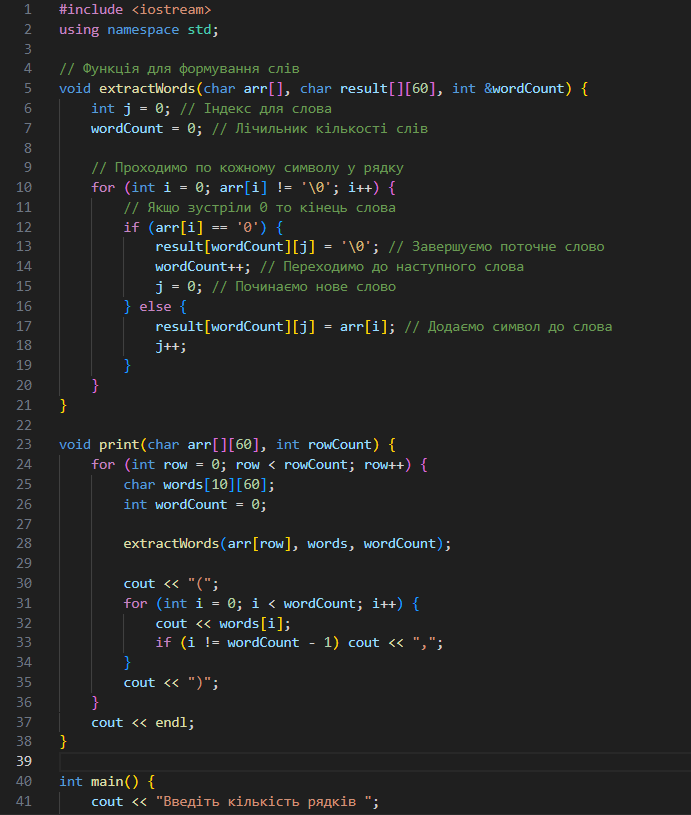 1 #include <iostream>
2 using namespace std;
3
4 // Функція для формування слів
5 void extractWords(char arr[], char result[][60], int &wordCount) {
6     int j = 0; // Індекс для слова
7     wordCount = 0; // Лічильник кількості слів
8
9     // Проходимо по кожному символу у рядку
10     for (int i = 0; arr[i] != '\0'; i++) {
11         // Якщо зустріли 0 то кінець слова
12         if (arr[i] == '0') {
13             result[wordCount][j] = '\0'; // Завершуємо поточне слово
14             wordCount++; // Переходимо до наступного слова
15             j = 0; // Починаємо нове слово
16         } else {
17             result[wordCount][j] = arr[i]; // Додаємо символ до слова
18             j++;
19         }
20     }
21 }
22
23 void print(char arr[][60], int rowCount) {
24     for (int row = 0; row < rowCount; row++) {
25         char words[10][60];
26         int wordCount = 0;
27
28         extractWords(arr[row], words, wordCount);
29
30         cout << "(";
31         for (int i = 0; i < wordCount; i++) {
32             cout << words[i];
33             if (i != wordCount - 1) cout << ",";
34         }
35         cout << ")";
36     }
37     cout << endl;
38 }
39
40 int main() {
41     cout << "Введіть кількість рядків ";